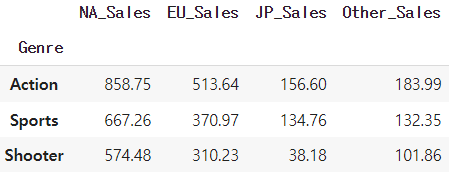 NA_Sales EU_Sales JP_Sales Other_Sales
Genre
Action 858.75 513.64 156.60 183.99
Sports 667.26 370.97 134.76 132.35
Shooter 574.48 310.23 38.18 101.86